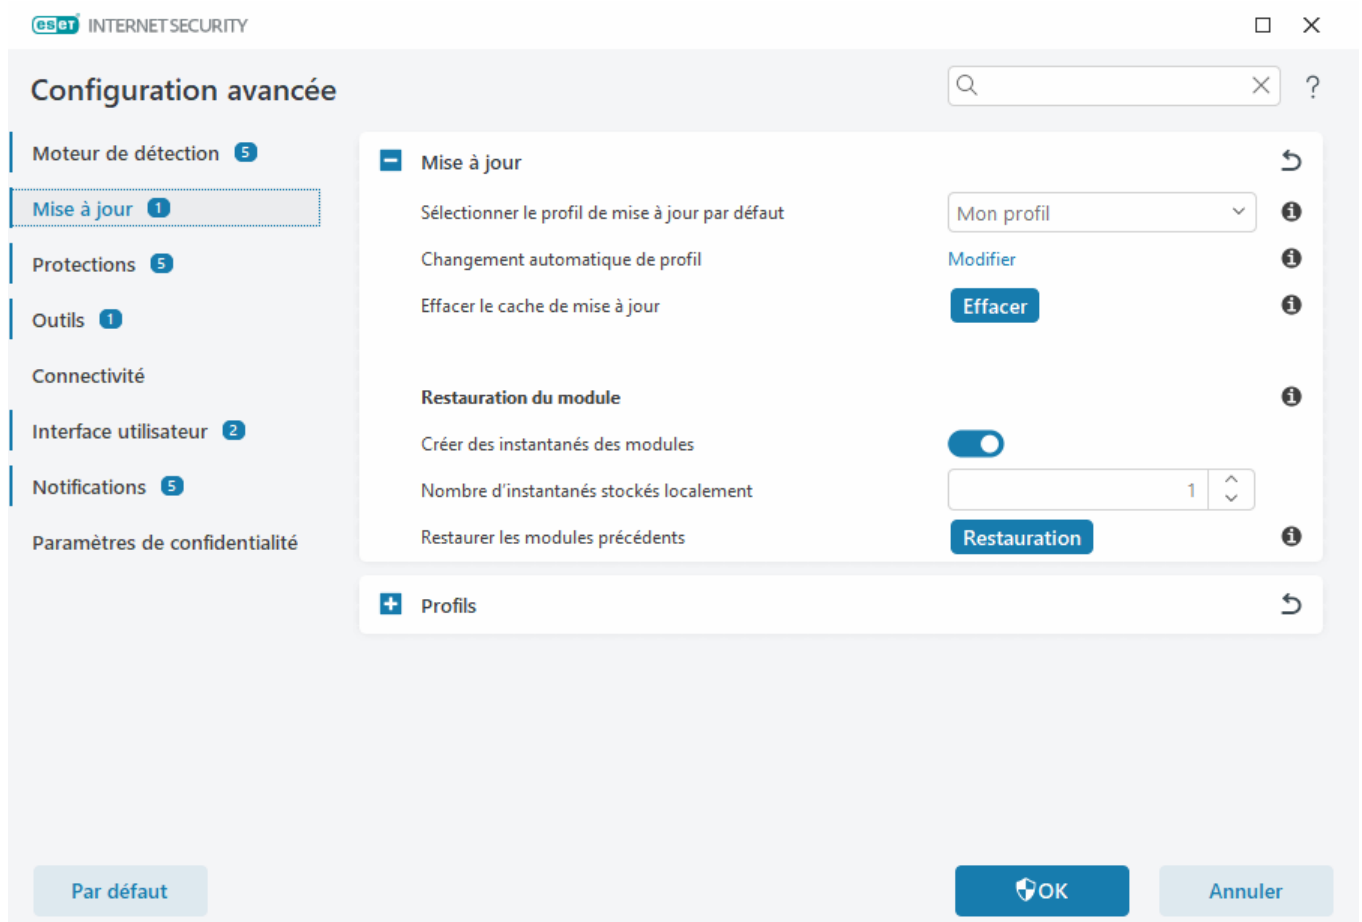 eset INTERNET SECURITY
Configuration avancée
?
Moteur de détection 5
Mise à jour 1
Protections 5
Outils 1
Connectivité
Interface utilisateur 2
Notifications 5
Paramètres de confidentialité
Mise à jour
Sélectionner le profil de mise à jour par défaut Mon profil
Changement automatique de profil Modifier
Effacer le cache de mise à jour Effacer
Restauration du module
Créer des instantanés des modules
Nombre d'instantanés stockés localement 1
Restaurer les modules précédents Restauration
Profils
Par défaut OK Annuler